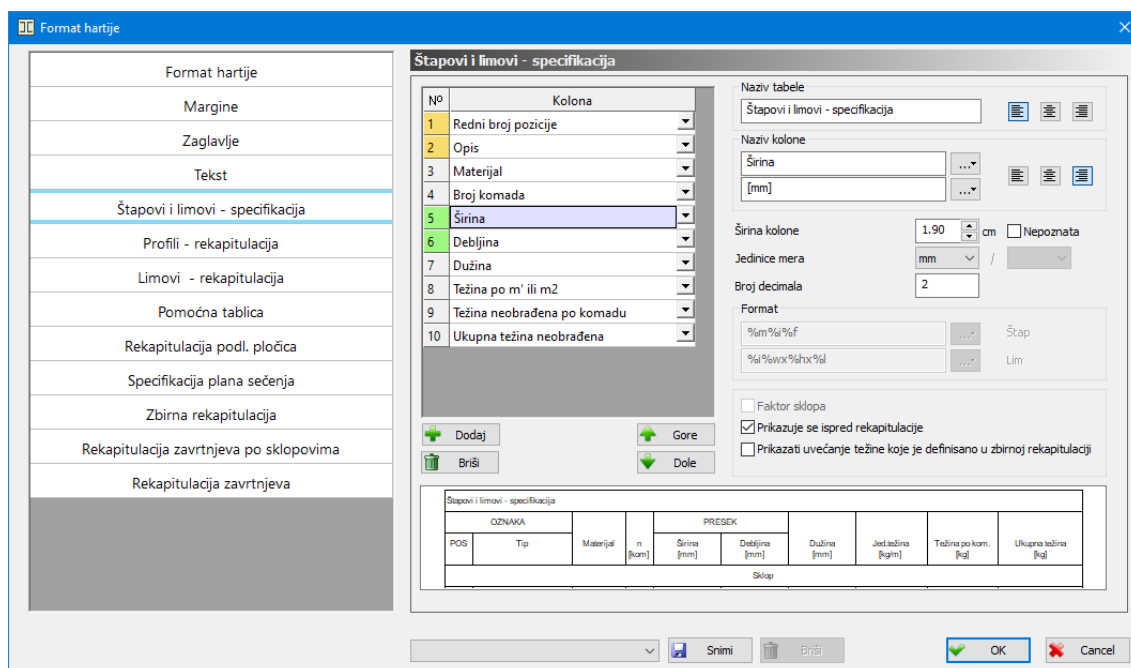 Format hartije
Format hartije
Margine
Zaglavlje
Tekst
Štapovi i limovi - specifikacija
Profili - rekapitulacija
Limovi - rekapitulacija
Pomoćna tablica
Rekapitulacija podl. pločica
Specifikacija plana sečenja
Zbirna rekapitulacija
Rekapitulacija zavrtnjeva po sklopovima
Rekapitulacija zavrtnjeva
Štapovi i limovi - specifikacija
Nº Kolona
1 Redni broj pozicije
2 Opis
3 Materijal
4 Broj komada
5 Širina
6 Debljina
7 Dužina
8 Težina po m' ili m2
9 Težina neobrađena po komadu
10 Ukupna težina neobrađena
Dodaj
Gore
Briši
Dole
Naziv tabele
Štapovi i limovi - specifikacija
Naziv kolone
Širina ...
[mm] ...
Širina kolone 1.90 cm Nepoznata
Jedinice mera mm /
Broj decimala 2
Format
%m%i%f ... Štap
%i%wx%hx%l ... Lim
Faktor sklopa
Prikazuje se ispred rekapitulacije
Prikazati uvećanje težine koje je definisano u zbirnoj rekapitulaciji
Štapovi i limovi - specifikacija
OZNAKA PRESEK
POS Tip Materijal n Širina Debljina Dužina Jed.težina Težina po kom. Ukupna težina
[kom] [mm] [mm] [mm] [kg/m] [kg] [kg]
Sklop
Snimi Briši OK Cancel